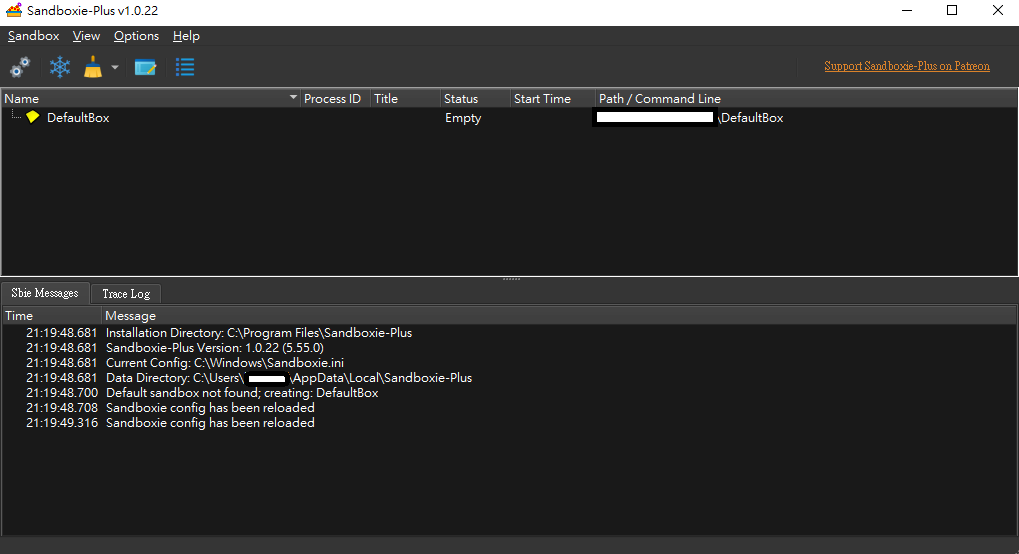 Sandboxie-Plus v1.0.22
Sandbox View Options Help
Support Sandboxie-Plus on Patreon
Name Process ID Title Status Start Time Path / Command Line
DefaultBox Empty \DefaultBox
Sbie Messages Trace Log
Time Message
21:19:48.681 Installation Directory: C:\Program Files\Sandboxie-Plus
21:19:48.681 Sandboxie-Plus Version: 1.0.22 (5.55.0)
21:19:48.681 Current Config: C:\Windows\Sandboxie.ini
21:19:48.681 Data Directory: C:\Users\ \AppData\Local\Sandboxie-Plus
21:19:48.700 Default sandbox not found; creating: DefaultBox
21:19:48.708 Sandboxie config has been reloaded
21:19:49.316 Sandboxie config has been reloaded